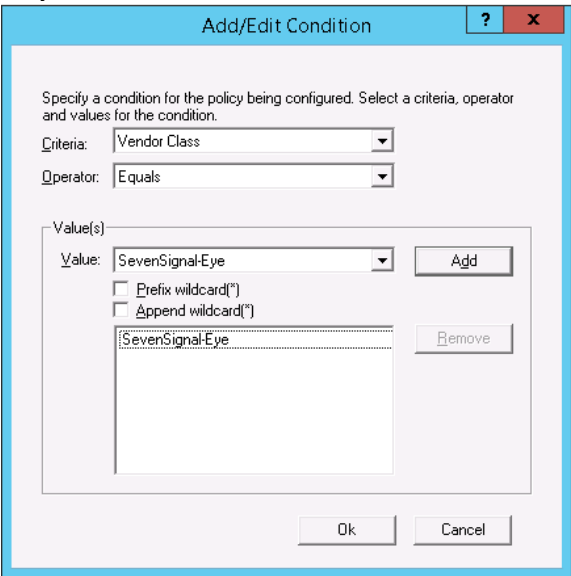 Add/Edit Condition
? x
Specify a condition for the policy being configured. Select a criteria, operator
and values for the condition.
Criteria: Vendor Class
Operator: Equals
Value(s)
Value: SevenSignal-Eye Add
Prefix wildcard(*)
Append wildcard(*)
SevenSignal-Eye Remove
Ok Cancel